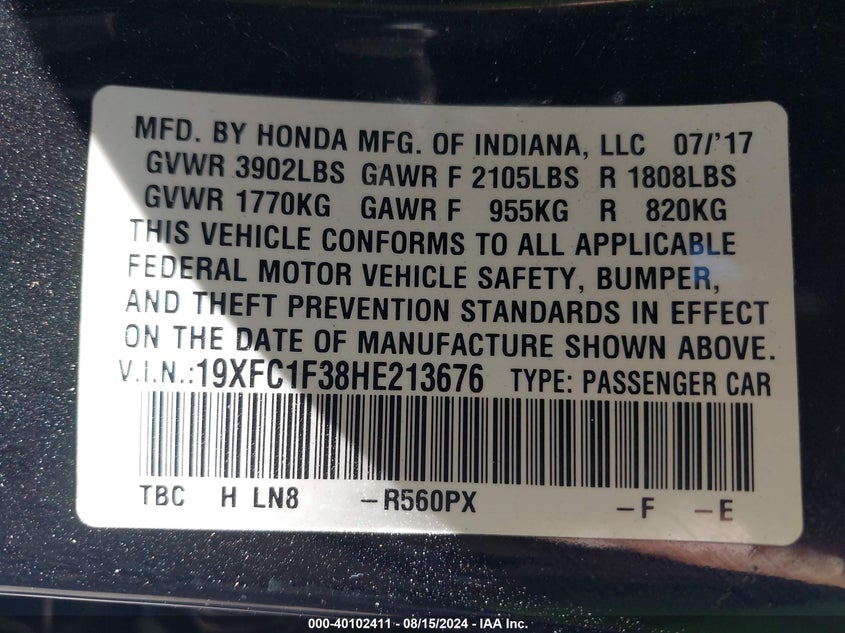 MFD. BY HONDA MFG. OF INDIANA, LLC 07/'17
GVWR 3902LBS GAWR F 2105LBS R 1808LBS
GVWR 1770KG GAWR F 955KG R 820KG
THIS VEHICLE CONFORMS TO ALL APPLICABLE
FEDERAL MOTOR VEHICLE SAFETY, BUMPER,
AND THEFT PREVENTION STANDARDS IN EFFECT
ON THE DATE OF MANUFACTURE SHOWN ABOVE.
V.I.N.:19XFC1F38HE213676 TYPE: PASSENGER CAR
TBC H LN8 –R560PX –F –E
000-40102411 - 08/15/2024 - IAA Inc.